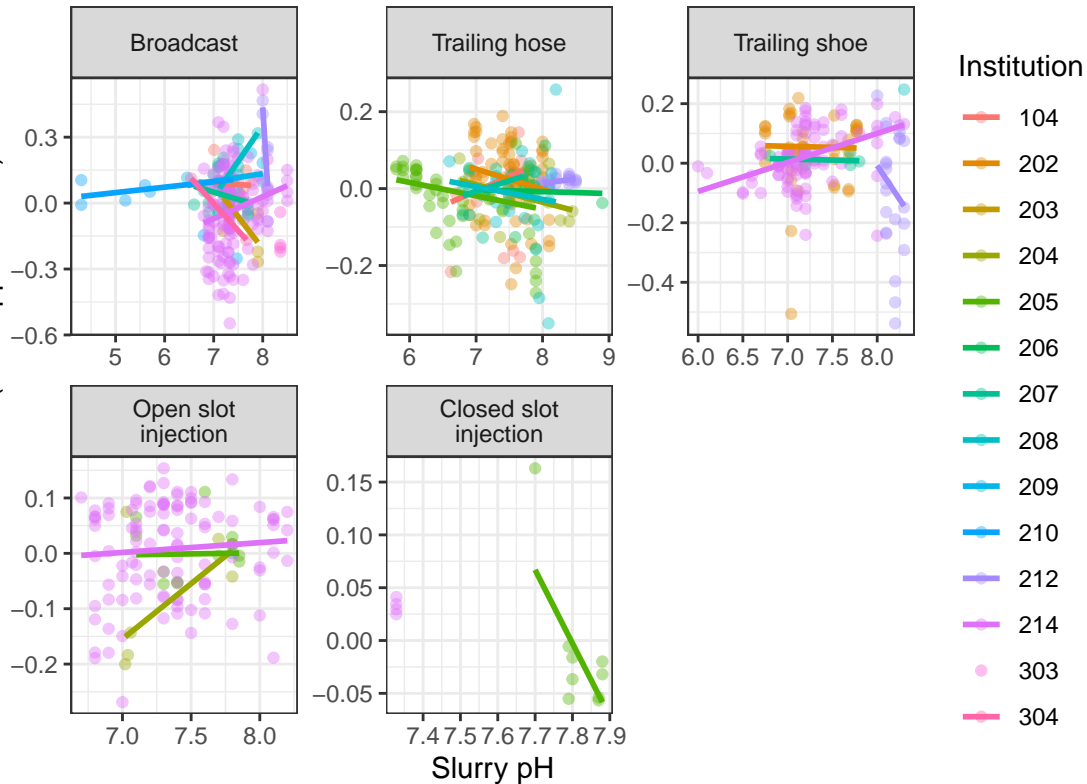 Broadcast
Trailing hose
Trailing shoe
0.3
0.0
−0.3
−0.6
5 6 7 8
0.2
0.0
−0.2
6 7 8 9
0.2
0.0
−0.2
−0.4
6.0 6.5 7.0 7.5 8.0
Open slot
injection
Closed slot
injection
0.1
0.0
−0.1
−0.2
7.0 7.5 8.0
0.15
0.10
0.05
0.00
−0.05
7.4 7.5 7.6 7.7 7.8 7.9
Slurry pH
Institution
104
202
203
204
205
206
207
208
209
210
212
214
303
304